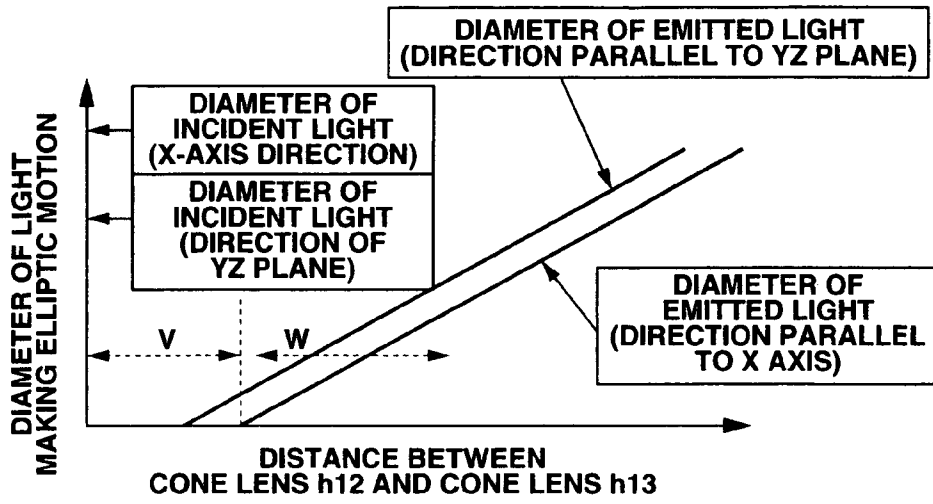 DIAMETER OF EMITTED LIGHT
(DIRECTION PARALLEL TO YZ PLANE)
DIAMETER OF
INCIDENT LIGHT
(X-AXIS DIRECTION)
DIAMETER OF
INCIDENT LIGHT
(DIRECTION OF
YZ PLANE)
DIAMETER OF LIGHT
MAKING ELLIPTIC MOTION
V
W
DIAMETER OF
EMITTED LIGHT
(DIRECTION PARALLEL
TO X AXIS)
DISTANCE BETWEEN
CONE LENS h12 AND CONE LENS h13